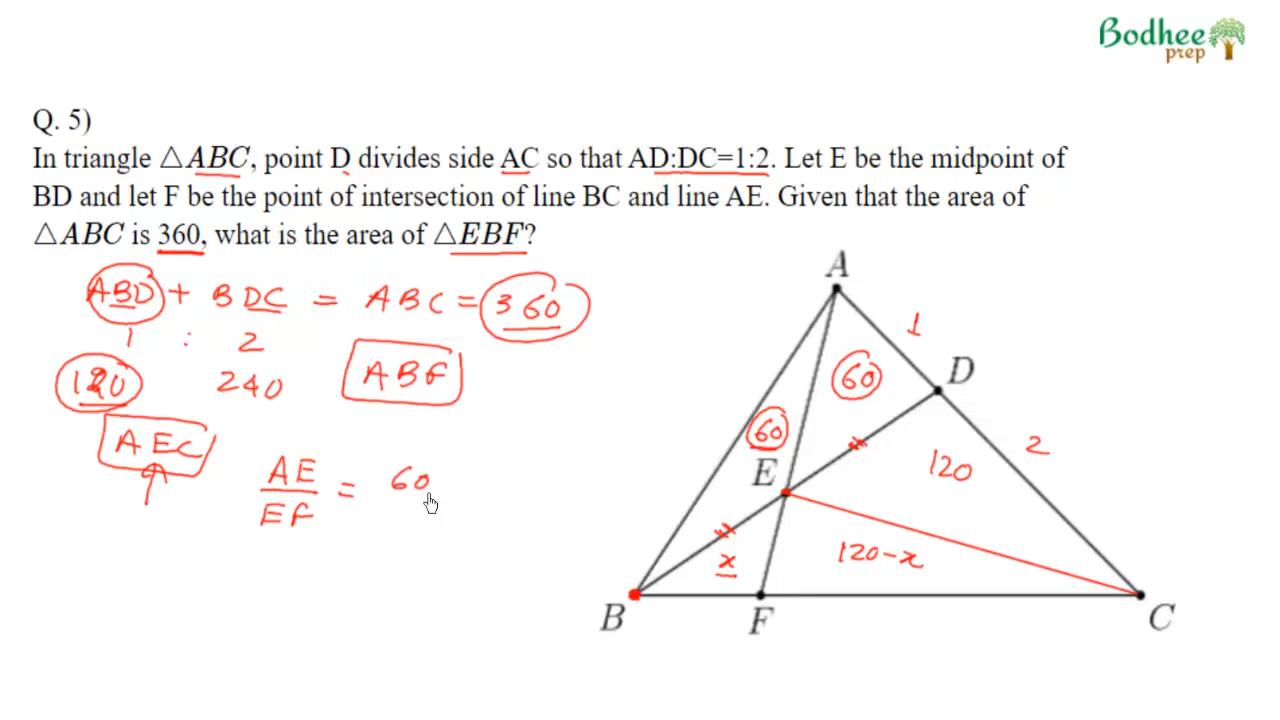 Bodhee
prep
Q. 5)
In triangle △ABC, point D divides side AC so that AD:DC=1:2. Let E be the midpoint of
BD and let F be the point of intersection of line BC and line AE. Given that the area of
△ABC is 360, what is the area of △EBF?
ABD + BDC = ABC = 360
1 : 2
120 240 ABF
AEC
AE
EF
= 60
A
1
D
60
60
2
E
120
x
120-x
B
F
C